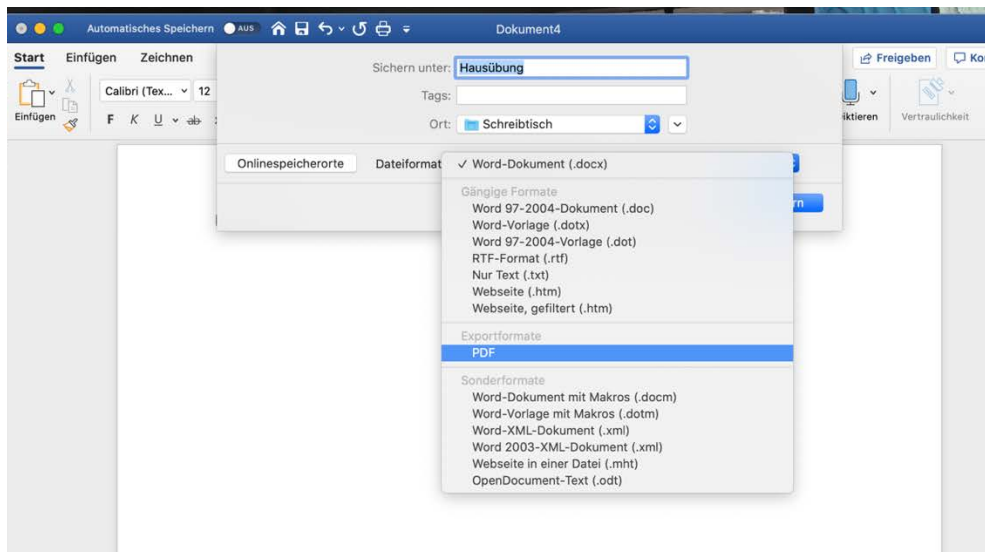 Automatisches Speichern AUS Dokument4
Start Einfügen Zeichnen Freigeben
Sichern unter: Hausübung
Calibri (Tex... 12
Tags:
Einfügen F K U ab
Ort: Schreibtisch
Vertraulichkeit
Onlinespeicherorte Dateiformat ✓ Word-Dokument (.docx)
Gängige Formate
Word 97-2004-Dokument (.doc)
Word-Vorlage (.dotx)
Word 97-2004-Vorlage (.dot)
RTF-Format (.rtf)
Nur Text (.txt)
Webseite (.htm)
Webseite, gefiltert (.htm)
Exportformate
PDF
Sonderformate
Word-Dokument mit Makros (.docm)
Word-Vorlage mit Makros (.dotm)
Word-XML-Dokument (.xml)
Word 2003-XML-Dokument (.xml)
Webseite in einer Datei (.mht)
OpenDocument-Text (.odt)